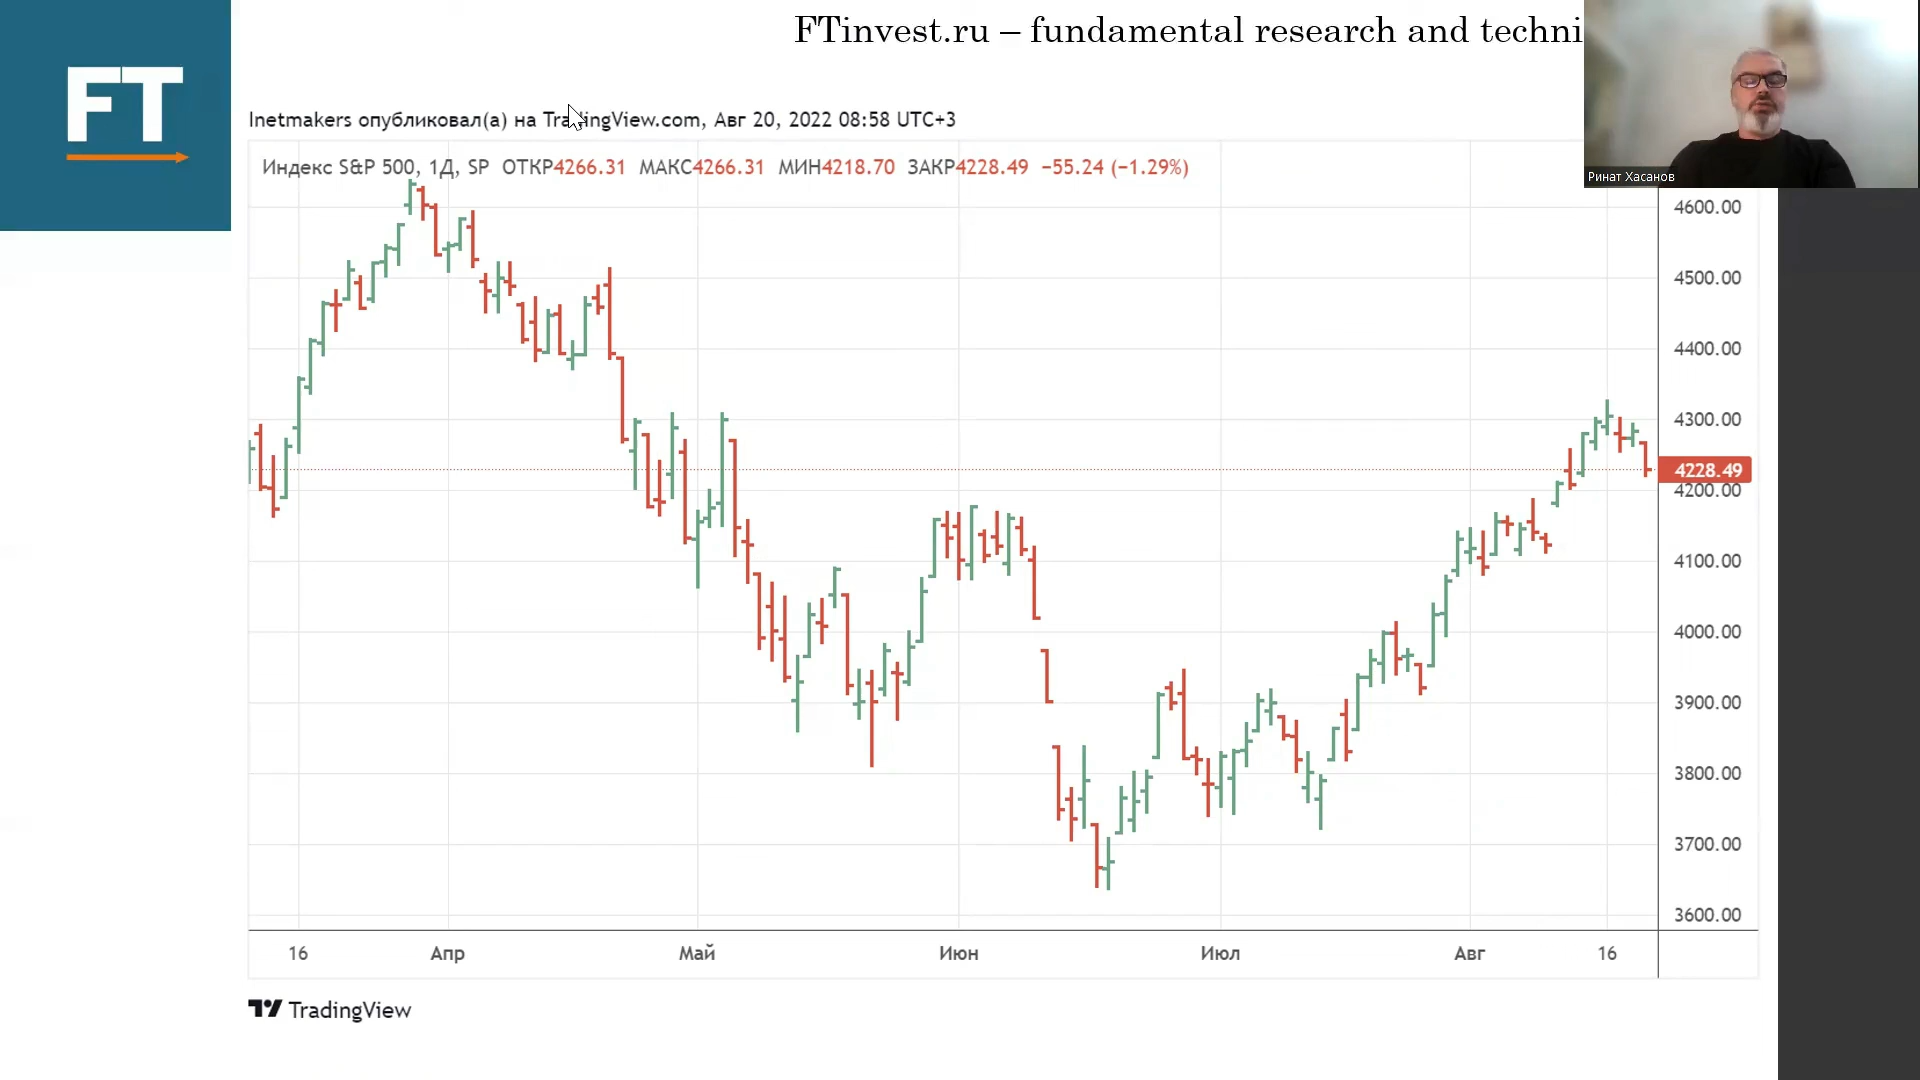 FTinvest.ru – fundamental research and techni
FT
Inetmakers опубликовал(а) на TradingView.com, Авг 20, 2022 08:58 UTC+3
Индекс S&P 500, 1Д, SP ОТКР4266.31 МАКС4266.31 МИН4218.70 ЗАКР4228.49 −55.24 (−1.29%)
Ринат Хасанов
4600.00
4500.00
4400.00
4300.00
4228.49
4200.00
4100.00
4000.00
3900.00
3800.00
3700.00
3600.00
16 Апр Май Июн Июл Авг 16
TradingView